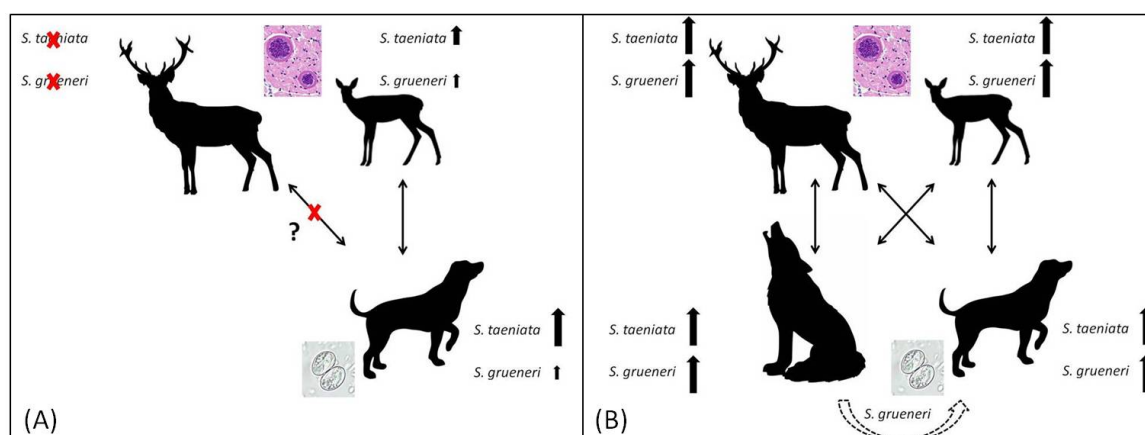 S. taeniata
S. grueneri
S. taeniata
S. grueneri
?
S. taeniata
S. grueneri
(A)
S. taeniata
S. grueneri
S. taeniata
S. grueneri
S. taeniata
S. grueneri
S. taeniata
S. grueneri
S. grueneri
(B)